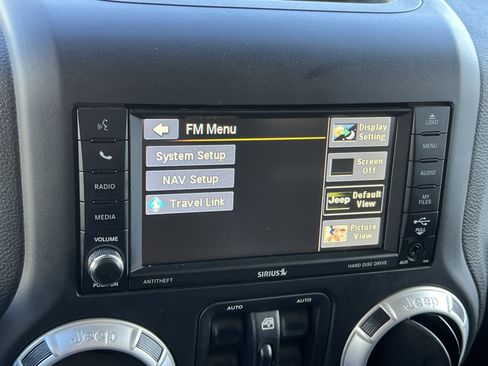 FM Menu
System Setup
NAV Setup
Travel Link
Display
Setting
Screen
Off
Jeep Default
View
Picture
View
RADIO
MEDIA
VOLUME
PUSH/ON
LOAD
MENU
AUDIO
MY
FILES
PULL
AUX
ANTITHEFT
SIRIUS
HARD DISC DRIVE
AUTO
AUTO
Jeep
Jeep